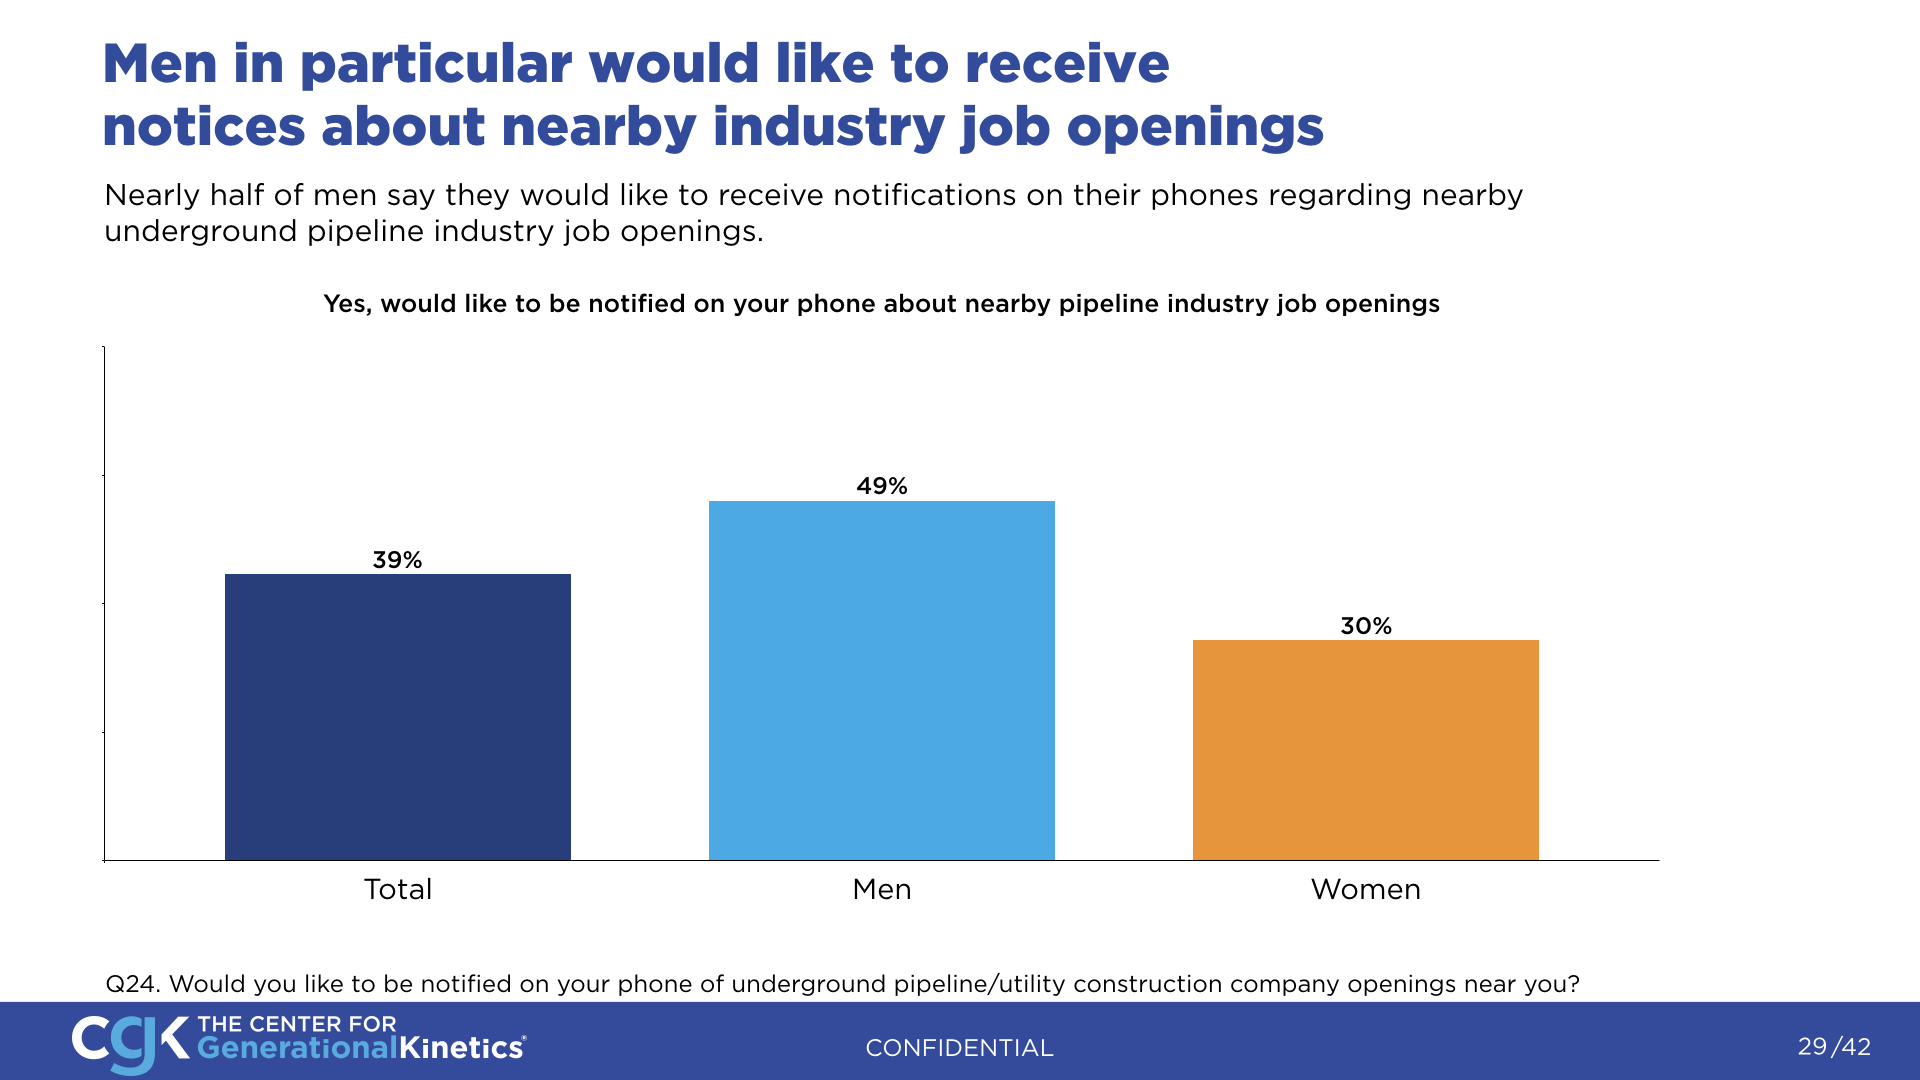 Men in particular would like to receive
notices about nearby industry job openings
Nearly half of men say they would like to receive notifications on their phones regarding nearby
underground pipeline industry job openings.
Yes, would like to be notified on your phone about nearby pipeline industry job openings
39%
49%
30%
Total
Men
Women
Q24. Would you like to be notified on your phone of underground pipeline/utility construction company openings near you?
cgk THE CENTER FOR
GenerationalKinetics®
CONFIDENTIAL
29/42